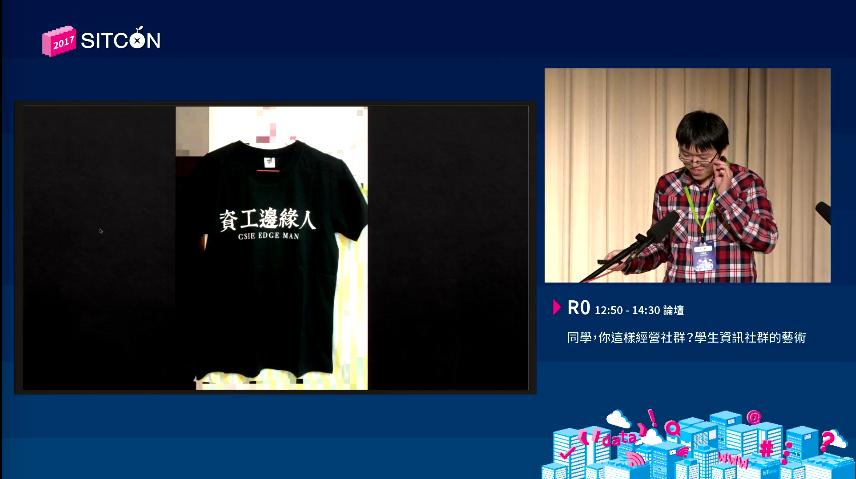 2017 SITCON
資工邊緣人
CSIE EDGE MAN
R0 12:50 - 14:30 論壇
同學，你這樣經營社群？學生資訊社群的藝術
data
@
#
www
?
!